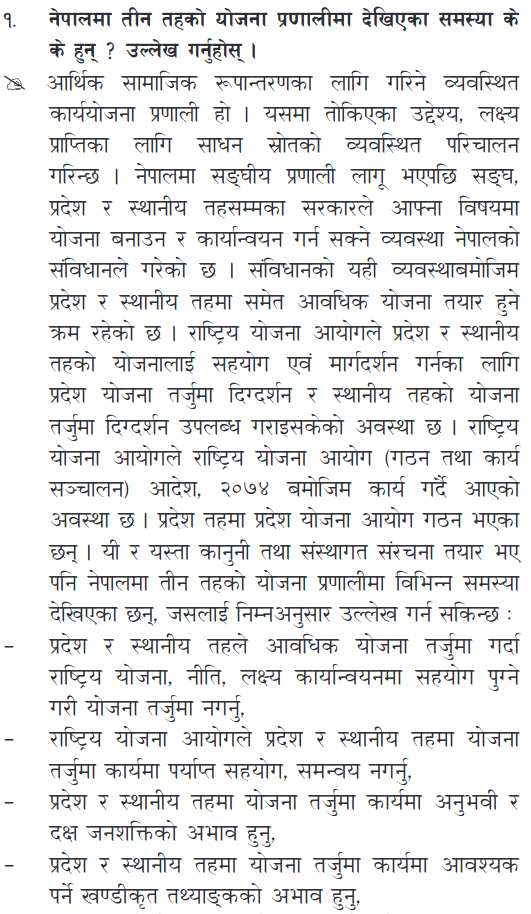 १. नेपालमा तीन तहको योजना प्रणालीमा देखिएका समस्या के
के हुन् ? उल्लेख गर्नुहोस् ।
आर्थिक सामाजिक रूपान्तरणका लागि गरिने व्यवस्थित
कार्ययोजना प्रणाली हो । यसमा तोकिएका उद्देश्य, लक्ष्य
प्राप्तिका लागि साधन स्रोतको व्यवस्थित परिचालन
गरिन्छ । नेपालमा सङ्घीय प्रणाली लागू भएपछि सङ्घ,
प्रदेश र स्थानीय तहसम्मका सरकारले आफ्ना विषयमा
योजना बनाउन र कार्यान्वयन गर्न सक्ने व्यवस्था नेपालको
संविधानले गरेको छ । संविधानको यही व्यवस्थाबमोजिम
प्रदेश र स्थानीय तहमा समेत आवधिक योजना तयार हुने
क्रम रहेको छ । राष्ट्रिय योजना आयोगले प्रदेश र स्थानीय
तहको योजनालाई सहयोग एवं मार्गदर्शन गर्नका लागि
प्रदेश योजना तर्जुमा दिग्दर्शन र स्थानीय तहको योजना
तर्जुमा दिग्दर्शन उपलब्ध गराइसकेको अवस्था छ । राष्ट्रिय
योजना आयोगले राष्ट्रिय योजना आयोग (गठन तथा कार्य
सञ्चालन) आदेश, २०७४ बमोजिम कार्य गर्दै आएको
अवस्था छ । प्रदेश तहमा प्रदेश योजना आयोग गठन भएका
छन् । यी र यस्ता कानुनी तथा संस्थागत संरचना तयार भए
पनि नेपालमा तीन तहको योजना प्रणालीमा विभिन्न समस्या
देखिएका छन्, जसलाई निम्नअनुसार उल्लेख गर्न सकिन्छ :
– प्रदेश र स्थानीय तहले आवधिक योजना तर्जुमा गर्दा
राष्ट्रिय योजना, नीति, लक्ष्य कार्यान्वयनमा सहयोग पुग्ने
गरी योजना तर्जुमा नगर्नु,
– राष्ट्रिय योजना आयोगले प्रदेश र स्थानीय तहमा योजना
तर्जुमा कार्यमा पर्याप्त सहयोग, समन्वय नगर्नु,
– प्रदेश र स्थानीय तहमा योजना तर्जुमा कार्यमा अनुभवी र
दक्ष जनशक्तिको अभाव हुनु,
– प्रदेश र स्थानीय तहमा योजना तर्जुमा कार्यमा आवश्यक
पर्ने खण्डीकृत तथ्याङ्कको अभाव हुनु,